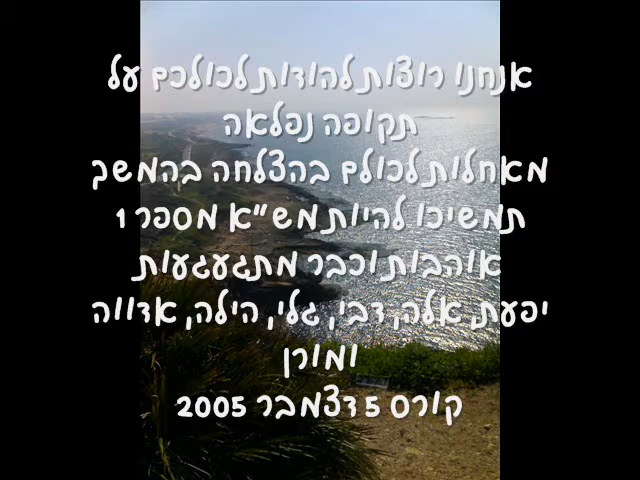 אנחנו רוצות להודות לכולכם על
תקופה נפלאה
מאחלות לכולם בהצלחה בהמשך
תמשיכו להיות מש"א מספר 1
אוהבות וכבר מתגעגעות
יפעת, אלה, דבי, גלי, הילה, אדווה
ומורן
קורס 5 דצמבר 2005